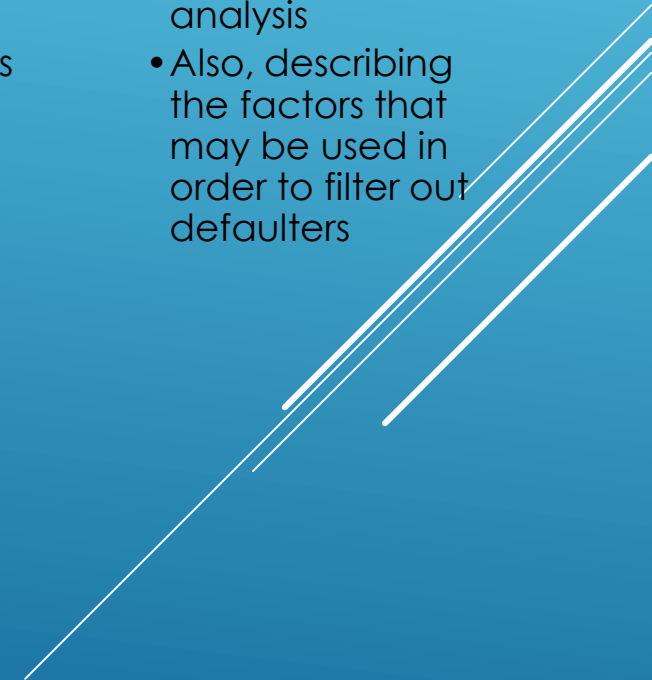 analysis
s
• Also, describing
the factors that
may be used in
order to filter out
defaulters